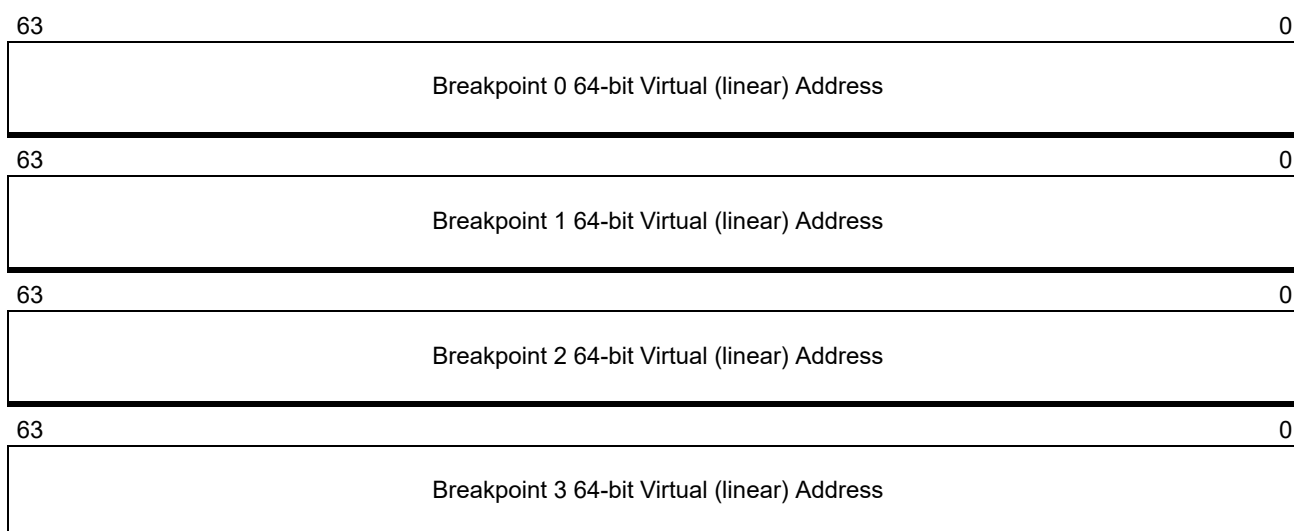 63 0
Breakpoint 0 64-bit Virtual (linear) Address
63 0
Breakpoint 1 64-bit Virtual (linear) Address
63 0
Breakpoint 2 64-bit Virtual (linear) Address
63 0
Breakpoint 3 64-bit Virtual (linear) Address